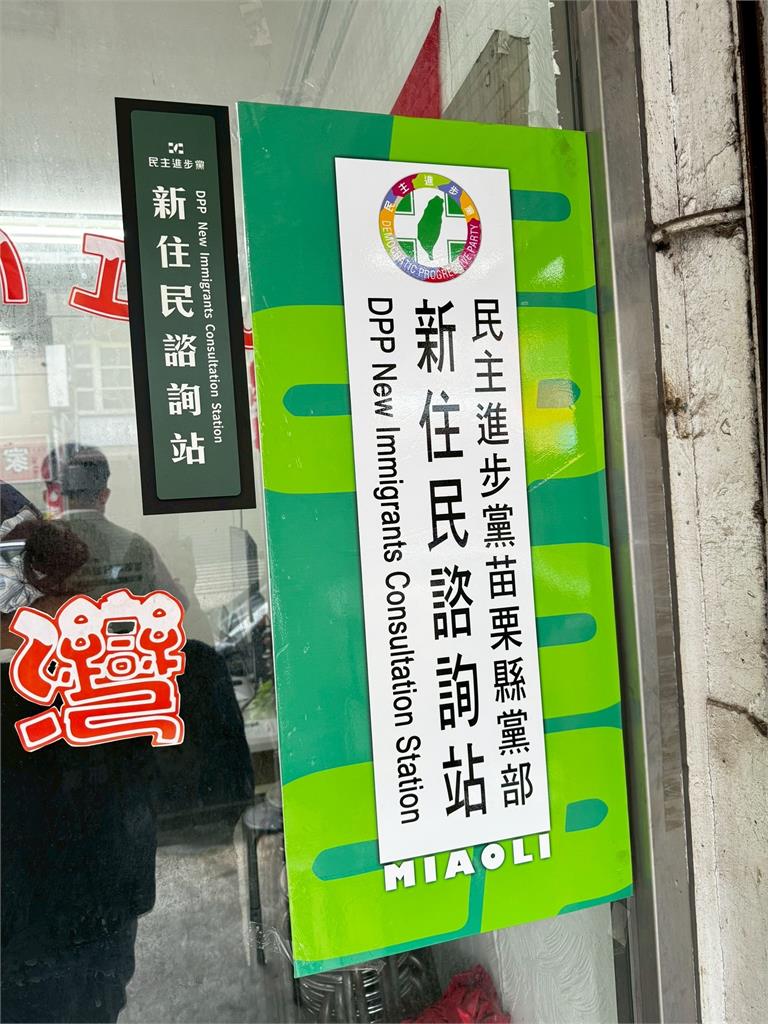 民主進步黨
新住民諮詢站
DPP New Immigrants Consultation Station
民主進步黨
DEMOCRATIC PROGRESSIVE PARTY
民主進步黨苗栗縣黨部
新住民諮詢站
DPP New Immigrants Consultation Station
MIAOLI
灣
家